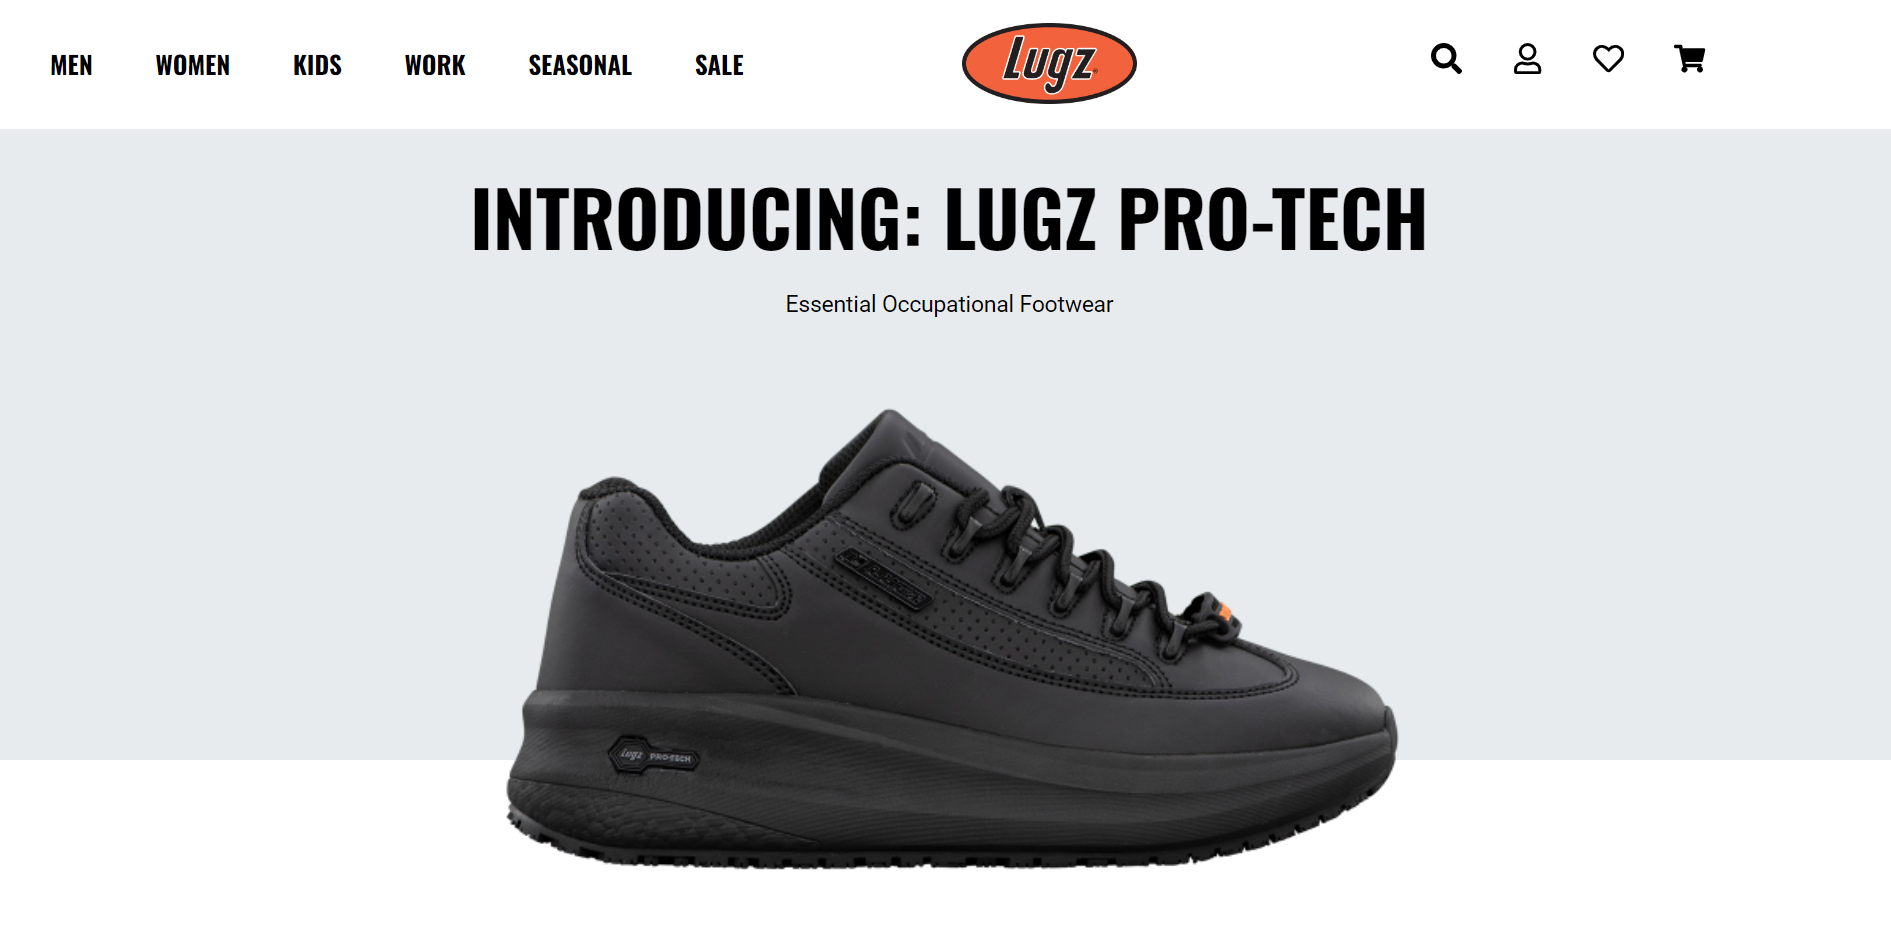 MEN WOMEN KIDS WORK SEASONAL SALE
Lugz
INTRODUCING: LUGZ PRO-TECH
Essential Occupational Footwear
Lugz PRO-TECH